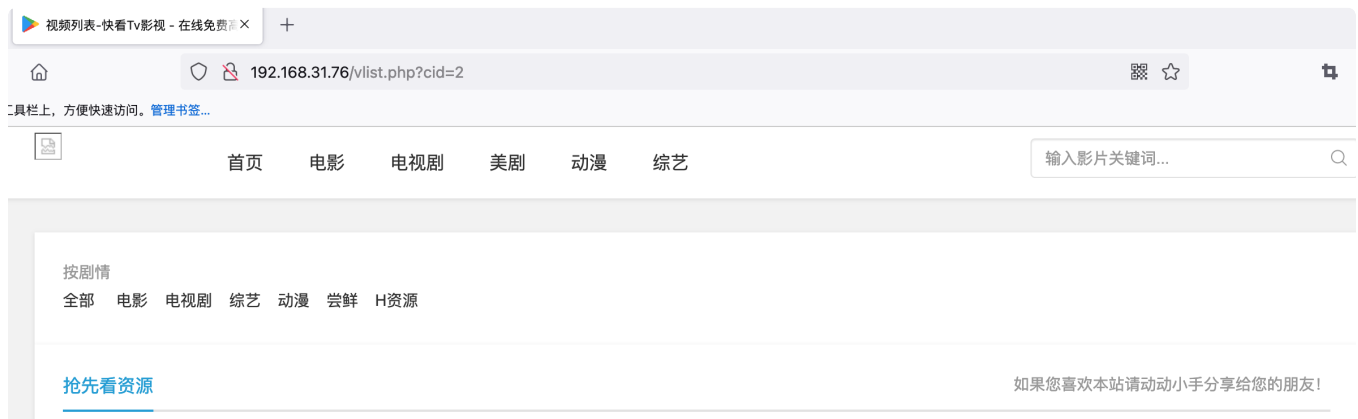 视频列表-快看Tv影视 - 在线免费高
192.168.31.76/vlist.php?cid=2
工具栏上，方便快速访问。管理书签...
首页 电影 电视剧 美剧 动漫 综艺 输入影片关键词...
按剧情
全部 电影 电视剧 综艺 动漫 尝鲜 H资源
抢先看资源 如果您喜欢本站请动动小手分享给您的朋友!